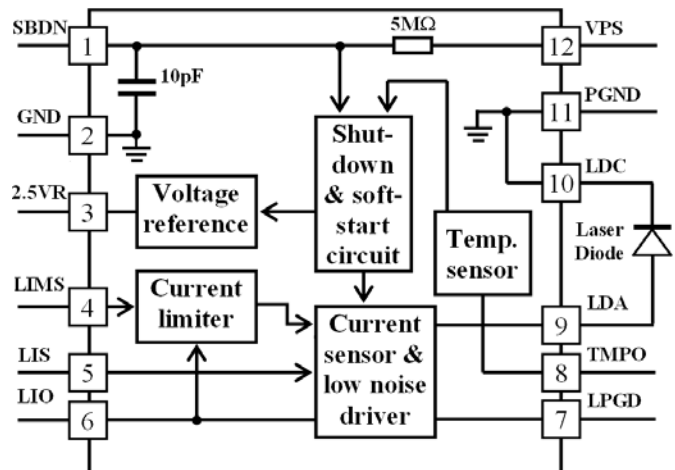 SBDN
1
5MΩ
12
VPS
10pF
GND
2
PGND
11
Shut-
down
& soft-
start
circuit
LDC
10
2.5VR
3
Voltage
reference
Temp.
sensor
Laser
Diode
LIMS
4
Current
limiter
LDA
9
Current
sensor &
low noise
driver
LIS
5
TMPO
8
LIO
6
LPGD
7